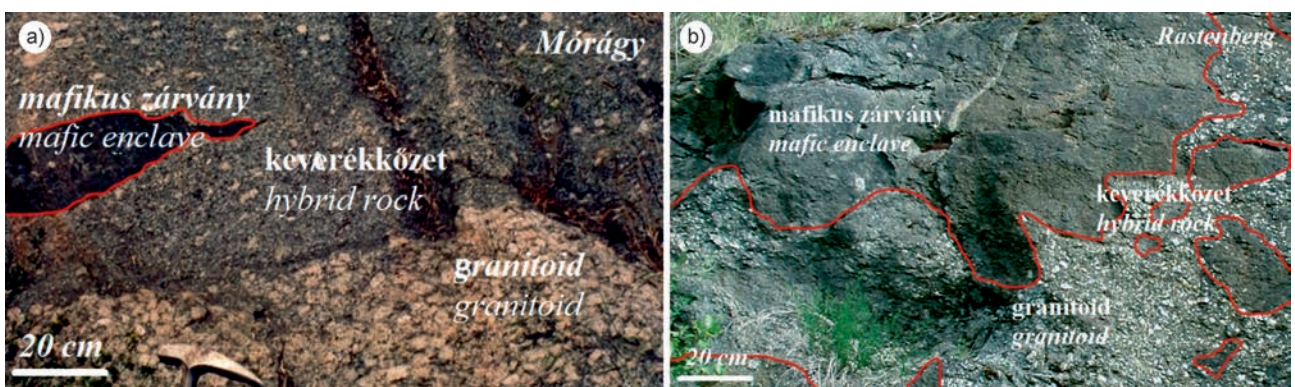 a)
Mórágy
mafikus zárvány
mafic enclave
keverékkőzet
hybrid rock
granitoid
granitoid
20 cm
b)
Rastenberg
mafikus zárvány
mafic enclave
keverékkőzet
hybrid rock
granitoid
granitoid
20 cm